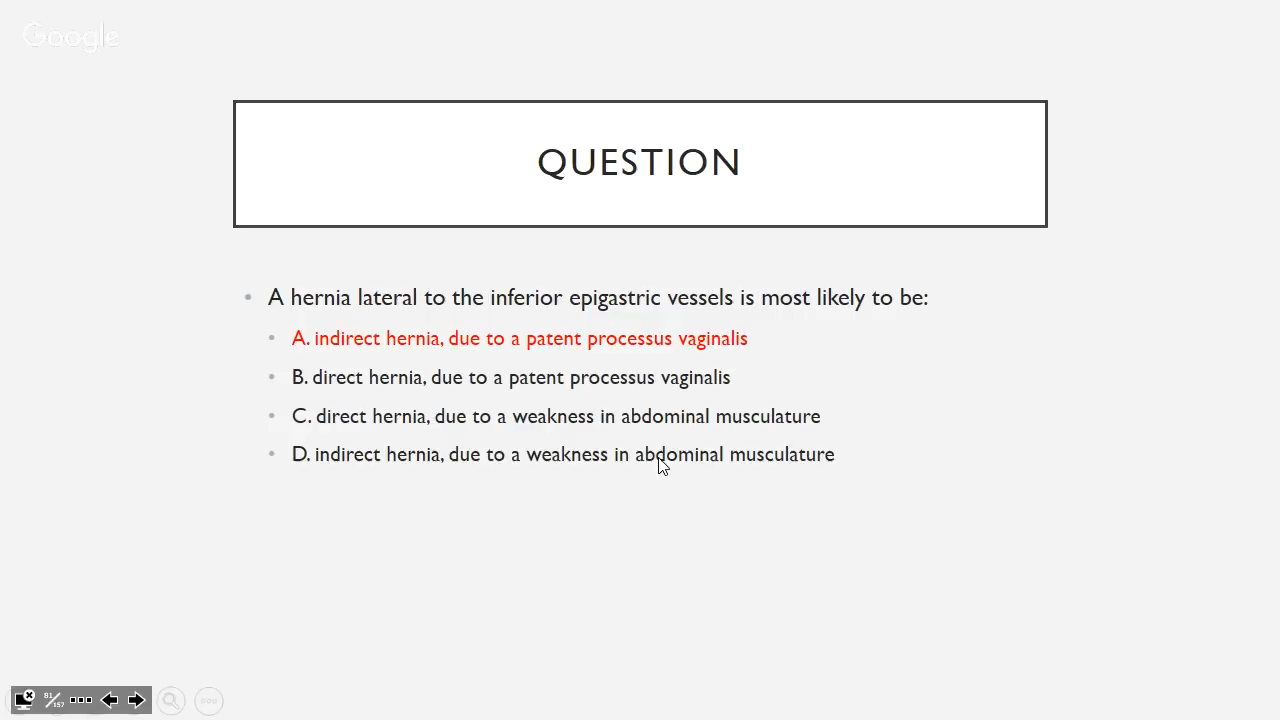 Google
QUESTION
A hernia lateral to the inferior epigastric vessels is most likely to be:
A. indirect hernia, due to a patent processus vaginalis
B. direct hernia, due to a patent processus vaginalis
C. direct hernia, due to a weakness in abdominal musculature
D. indirect hernia, due to a weakness in abdominal musculature
81/157